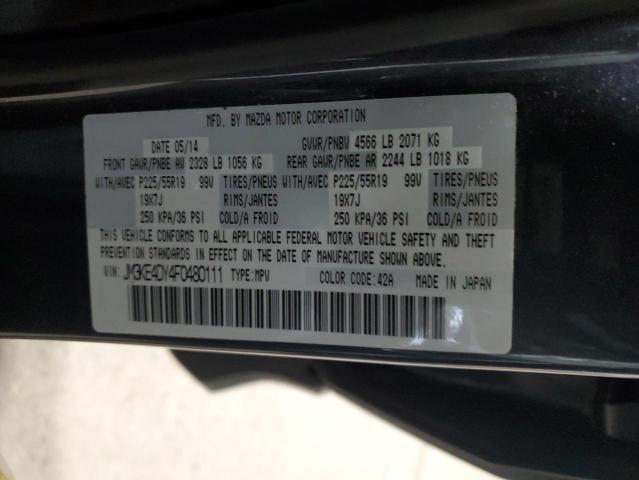 MFD. BY MAZDA MOTOR CORPORATION
DATE 05/14 GVWR/PNBV 4566 LB 2071 KG
FRONT GAWR/PNBE AV 2328 LB 1056 KG REAR GAWR/PNBE AR 2244 LB 1018 KG
WITH/AVEC P225/55R19 99V TIRES/PNEUS WITH/AVEC P225/55R19 99V TIRES/PNEUS
19X7J RIMS/JANTES 19X7J RIMS/JANTES
250 KPA/36 PSI COLD/A FROID 250 KPA/36 PSI COLD/A FROID
THIS VEHICLE CONFORMS TO ALL APPLICABLE FEDERAL MOTOR VEHICLE SAFETY AND THEFT
PREVENTION STANDARDS IN EFFECT ON THE DATE OF MANUFACTURE SHOWN ABOVE.
VIN: JM3KE4DY4F0480111 TYPE:MPV COLOR CODE:42A MADE IN JAPAN